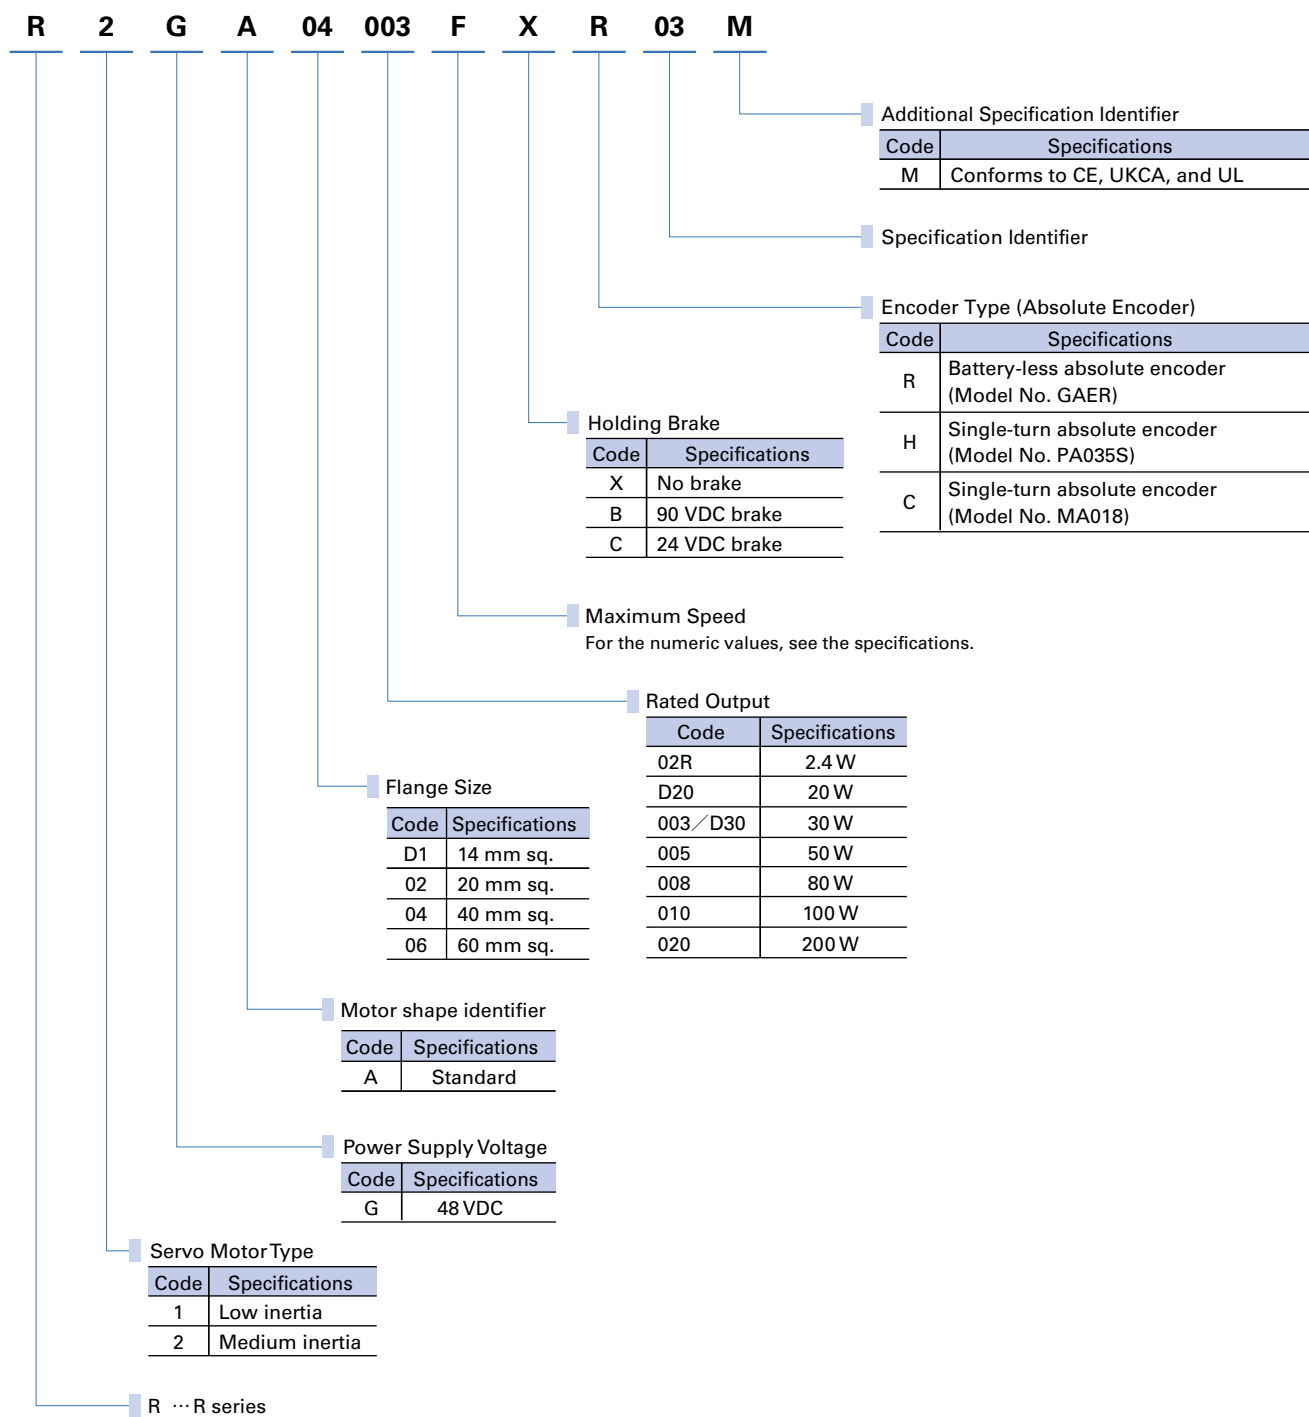 R 2 G A 04 003 F X R 03 M
Additional Specification Identifier
Code Specifications
M Conforms to CE, UKCA, and UL
Specification Identifier
Encoder Type (Absolute Encoder)
Code Specifications
R Battery-less absolute encoder
(Model No. GAER)
H Single-turn absolute encoder
(Model No. PA035S)
C Single-turn absolute encoder
(Model No. MA018)
Holding Brake
Code Specifications
X No brake
B 90 VDC brake
C 24 VDC brake
Maximum Speed
For the numeric values, see the specifications.
Rated Output
Code Specifications
02R 2.4 W
D20 20 W
003／D30 30 W
005 50 W
008 80 W
010 100 W
020 200 W
Flange Size
Code Specifications
D1 14 mm sq.
02 20 mm sq.
04 40 mm sq.
06 60 mm sq.
Motor shape identifier
Code Specifications
A Standard
Power Supply Voltage
Code Specifications
G 48 VDC
Servo Motor Type
Code Specifications
1 Low inertia
2 Medium inertia
R ⋯ R series